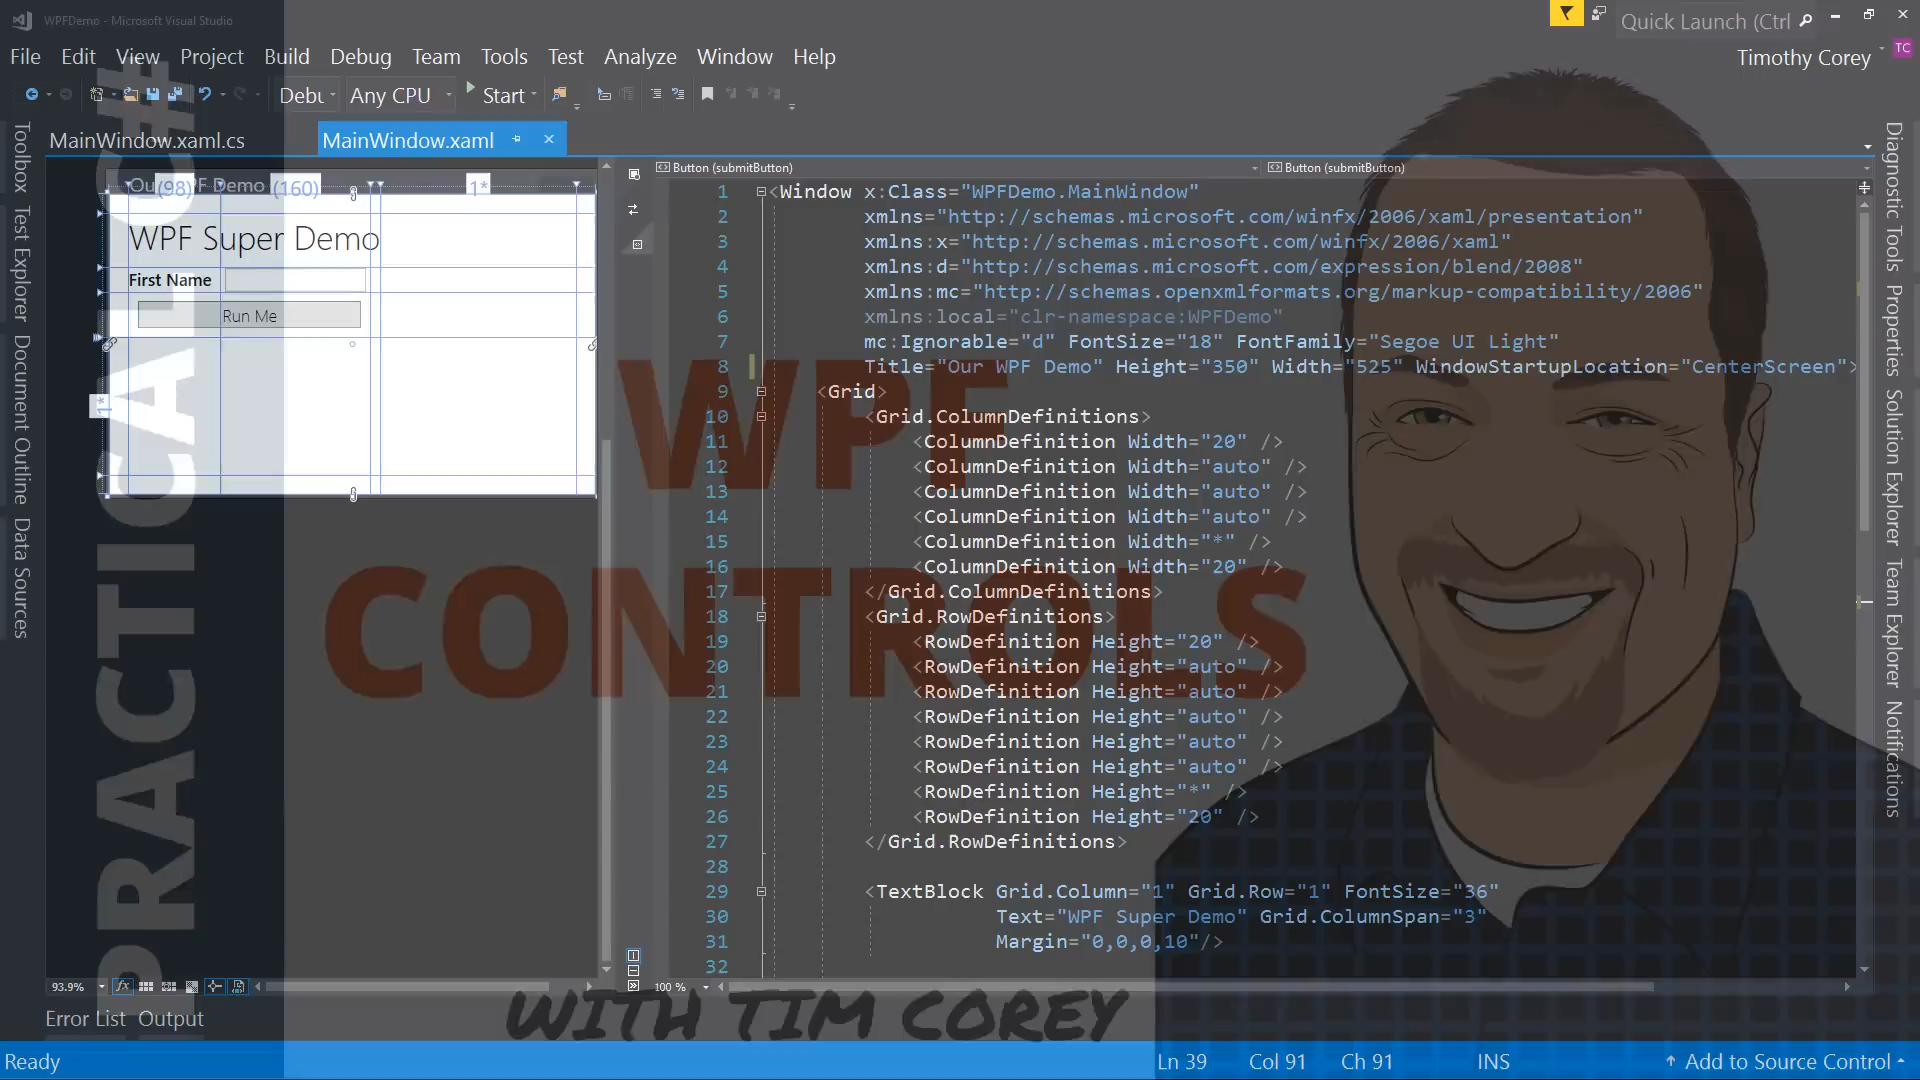 WPFDemo - Microsoft Visual Studio
Quick Launch (Ctrl
File Edit View Project Build Debug Team Tools Test Analyze Window Help
Timothy Corey
TC
Debu Any CPU Start
MainWindow.xaml.cs
MainWindow.xaml
Toolbox
Test Explorer
Document Outline
Data Sources
PRACTICAL C#
Our WPF Demo
(98) (160) 1*
WPF Super Demo
First Name
Run Me
1*
Button (submitButton)
Button (submitButton)
1 <Window x:Class="WPFDemo.MainWindow"
2 xmlns="http://schemas.microsoft.com/winfx/2006/xaml/presentation"
3 xmlns:x="http://schemas.microsoft.com/winfx/2006/xaml"
4 xmlns:d="http://schemas.microsoft.com/expression/blend/2008"
5 xmlns:mc="http://schemas.openxmlformats.org/markup-compatibility/2006"
6 xmlns:local="clr-namespace:WPFDemo"
7 mc:Ignorable="d" FontSize="18" FontFamily="Segoe UI Light"
8 Title="Our WPF Demo" Height="350" Width="525" WindowStartupLocation="CenterScreen">
9 <Grid>
10 <Grid.ColumnDefinitions>
11 <ColumnDefinition Width="20" />
12 <ColumnDefinition Width="auto" />
13 <ColumnDefinition Width="auto" />
14 <ColumnDefinition Width="auto" />
15 <ColumnDefinition Width="*" />
16 <ColumnDefinition Width="20" />
17 </Grid.ColumnDefinitions>
18 <Grid.RowDefinitions>
19 <RowDefinition Height="20" />
20 <RowDefinition Height="auto" />
21 <RowDefinition Height="auto" />
22 <RowDefinition Height="auto" />
23 <RowDefinition Height="auto" />
24 <RowDefinition Height="auto" />
25 <RowDefinition Height="*" />
26 <RowDefinition Height="20" />
27 </Grid.RowDefinitions>
28
29 <TextBlock Grid.Column="1" Grid.Row="1" FontSize="36"
30 Text="WPF Super Demo" Grid.ColumnSpan="3"
31 Margin="0,0,0,10"/>
32
WPF
CONTROLS
WITH TIM COREY
Diagnostic Tools
Properties
Solution Explorer
Team Explorer
Notifications
93.9%
100 %
Error List Output
Ready
Ln 39 Col 91 Ch 91 INS Add to Source Control